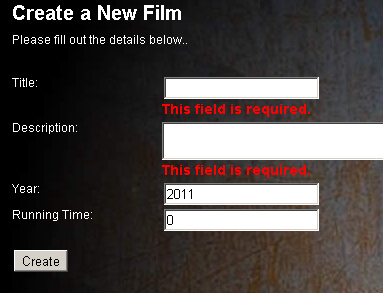 Create a New Film
Please fill out the details below..
Title:
This field is required.
Description:
This field is required.
Year: 2011
Running Time: 0
Create